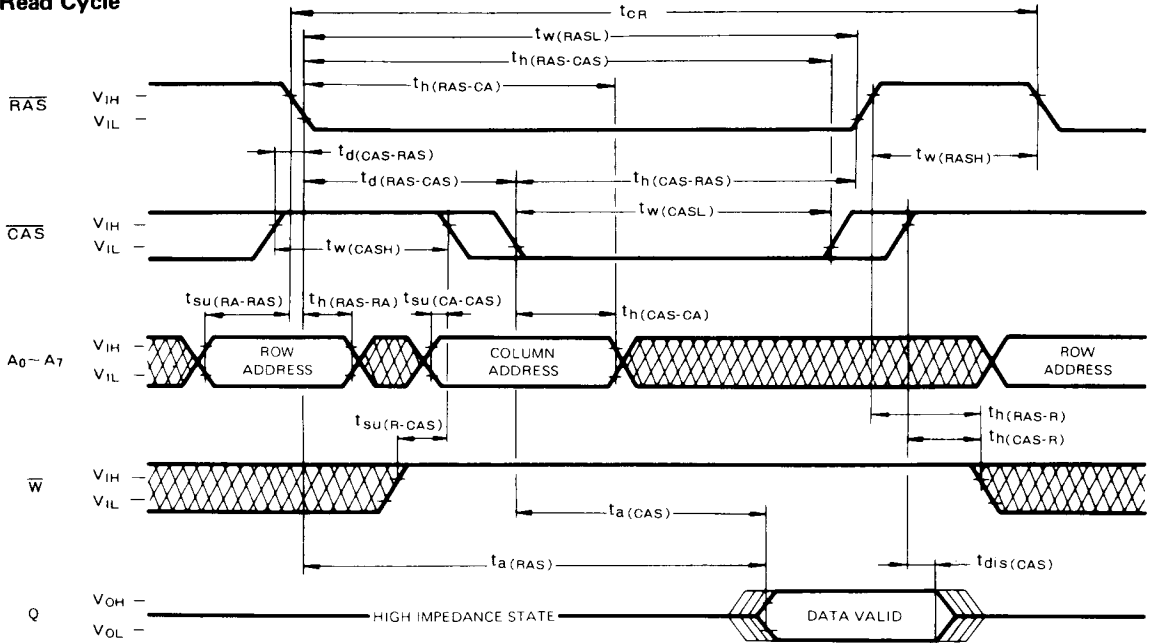 Read Cycle
tCR
tw(RASL)
th(RAS-CAS)
th(RAS-CA)
RAS
VIH
VIL
td(CAS-RAS)
tw(RASH)
td(RAS-CAS)
th(CAS-RAS)
tw(CASL)
CAS
VIH
VIL
tw(CASH)
tsu(RA-RAS)
th(RAS-RA)
tsu(CA-CAS)
th(CAS-CA)
A0~A7
VIH
VIL
ROW
ADDRESS
COLUMN
ADDRESS
ROW
ADDRESS
tsu(R-CAS)
th(RAS-R)
th(CAS-R)
W
VIH
VIL
ta(CAS)
ta(RAS)
tdis(CAS)
Q
VOH
VOL
HIGH IMPEDANCE STATE
DATA VALID